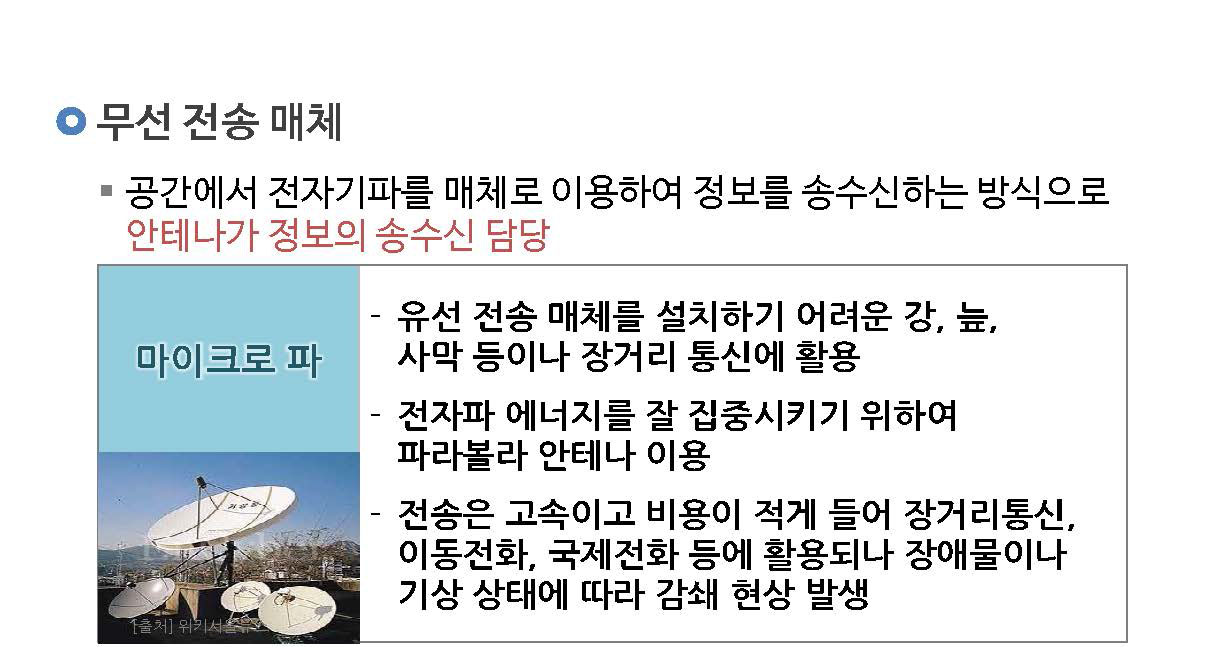 무선 전송 매체
공간에서 전자기파를 매체로 이용하여 정보를 송수신하는 방식으로
안테나가 정보의 송수신 담당
마이크로 파
- 유선 전송 매체를 설치하기 어려운 강, 늪,
사막 등이나 장거리 통신에 활용
- 전자파 에너지를 잘 집중시키기 위하여
파라볼라 안테나 이용
- 전송은 고속이고 비용이 적게 들어 장거리통신,
이동전화, 국제전화 등에 활용되나 장애물이나
기상 상태에 따라 감쇄 현상 발생
[출처]